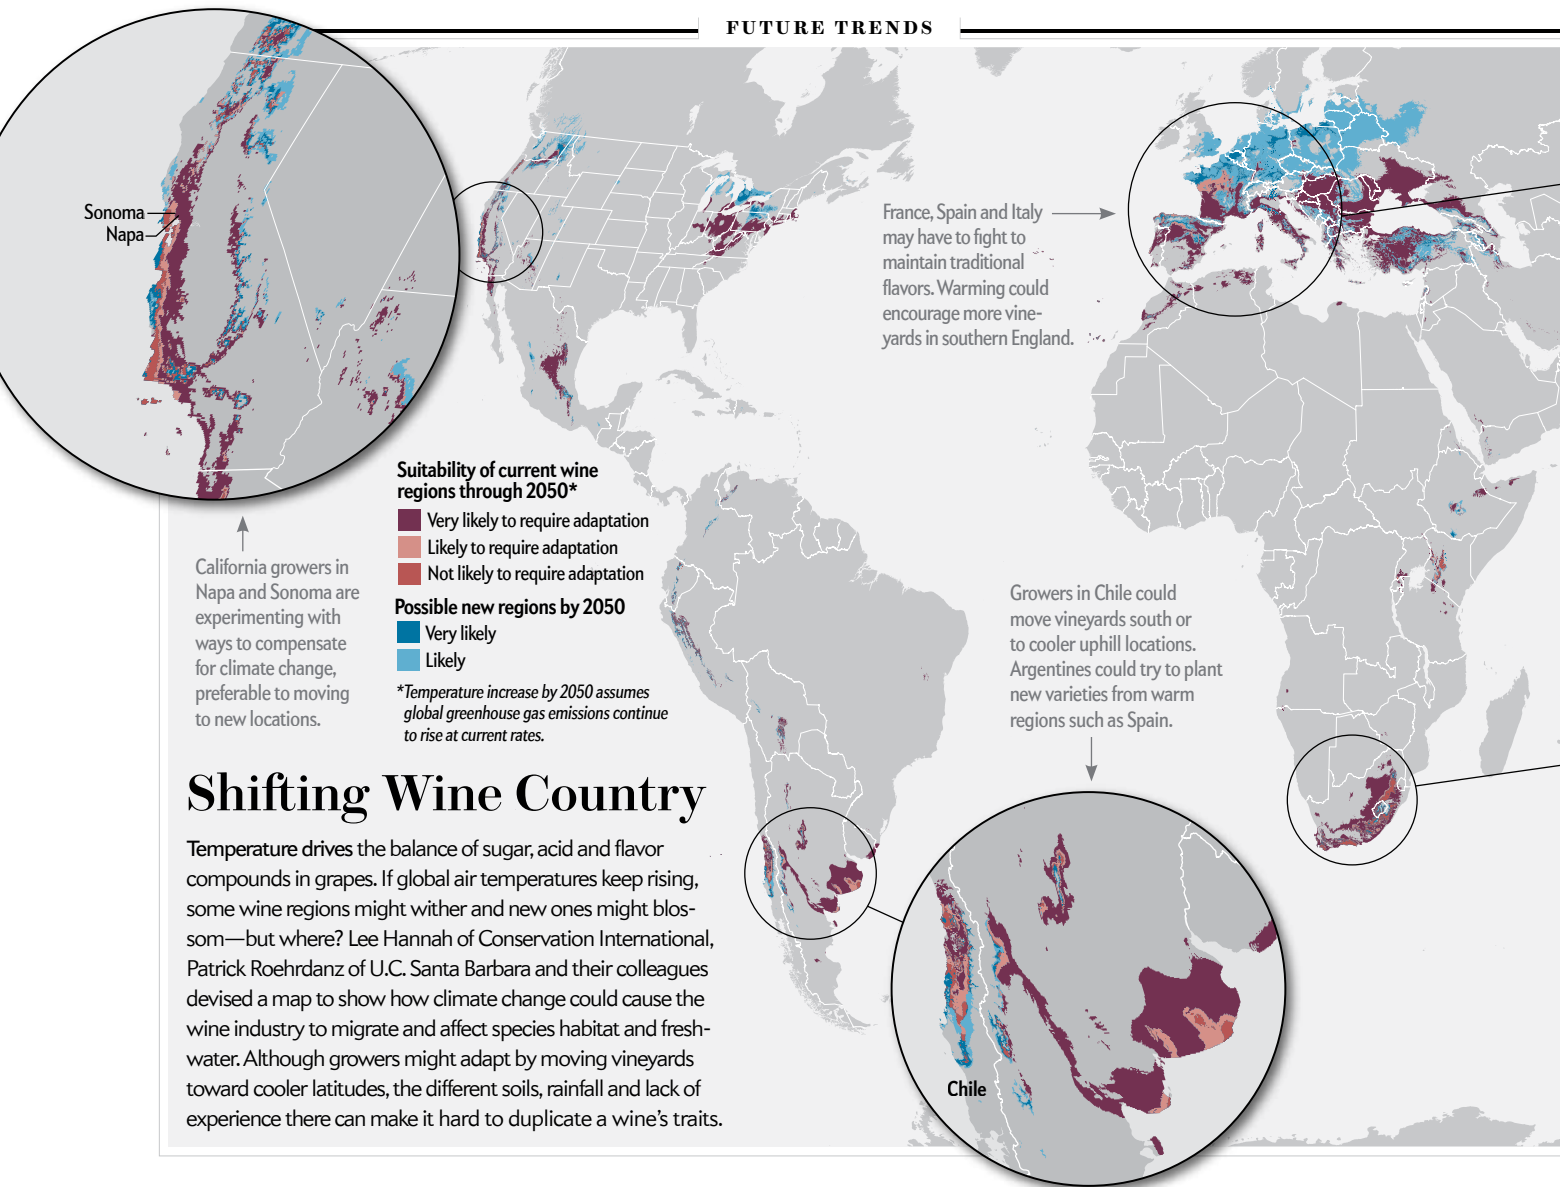 FUTURE TRENDS
Sonoma
Napa
France, Spain and Italy
may have to fight to
maintain traditional
flavors. Warming could
encourage more vine-
yards in southern England.
Suitability of current wine
regions through 2050*
Very likely to require adaptation
Likely to require adaptation
Not likely to require adaptation
Possible new regions by 2050
Very likely
Likely
*Temperature increase by 2050 assumes
global greenhouse gas emissions continue
to rise at current rates.
California growers in
Napa and Sonoma are
experimenting with
ways to compensate
for climate change,
preferable to moving
to new locations.
Growers in Chile could
move vineyards south or
to cooler uphill locations.
Argentines could try to plant
new varieties from warm
regions such as Spain.
Shifting Wine Country
Temperature drives the balance of sugar, acid and flavor
compounds in grapes. If global air temperatures keep rising,
some wine regions might wither and new ones might blos-
som—but where? Lee Hannah of Conservation International,
Patrick Roehrdanz of U.C. Santa Barbara and their colleagues
devised a map to show how climate change could cause the
wine industry to migrate and affect species habitat and fresh-
water. Although growers might adapt by moving vineyards
toward cooler latitudes, the different soils, rainfall and lack of
experience there can make it hard to duplicate a wine's traits.
Chile